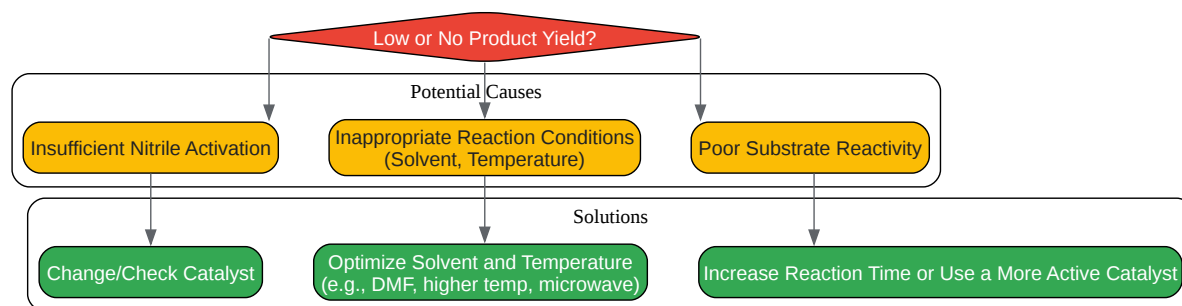 Low or No Product Yield?
Potential Causes
Insufficient Nitrile Activation
Inappropriate Reaction Conditions
(Solvent, Temperature)
Poor Substrate Reactivity
Solutions
Change/Check Catalyst
Optimize Solvent and Temperature
(e.g., DMF, higher temp, microwave)
Increase Reaction Time or Use a More Active Catalyst